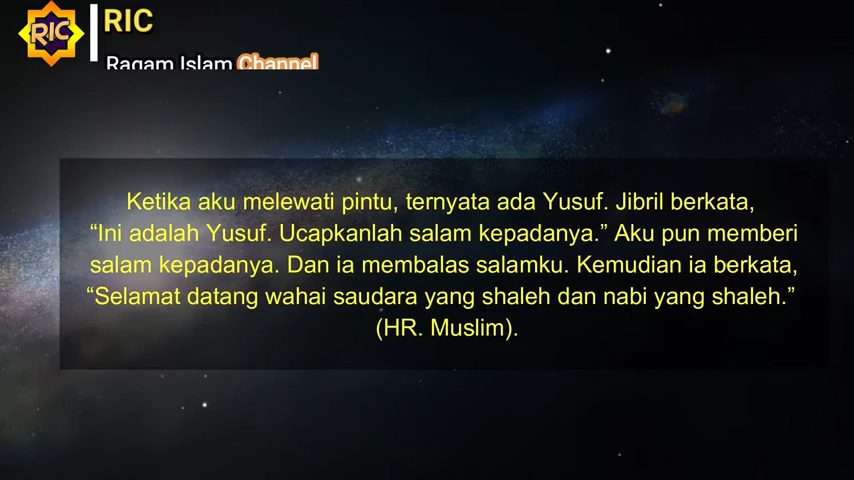 RIC
RIC
Ragam Islam Channel
Ketika aku melewati pintu, ternyata ada Yusuf. Jibril berkata,
“Ini adalah Yusuf. Ucapkanlah salam kepadanya.” Aku pun memberi
salam kepadanya. Dan ia membalas salamku. Kemudian ia berkata,
“Selamat datang wahai saudara yang shaleh dan nabi yang shaleh.”
(HR. Muslim).